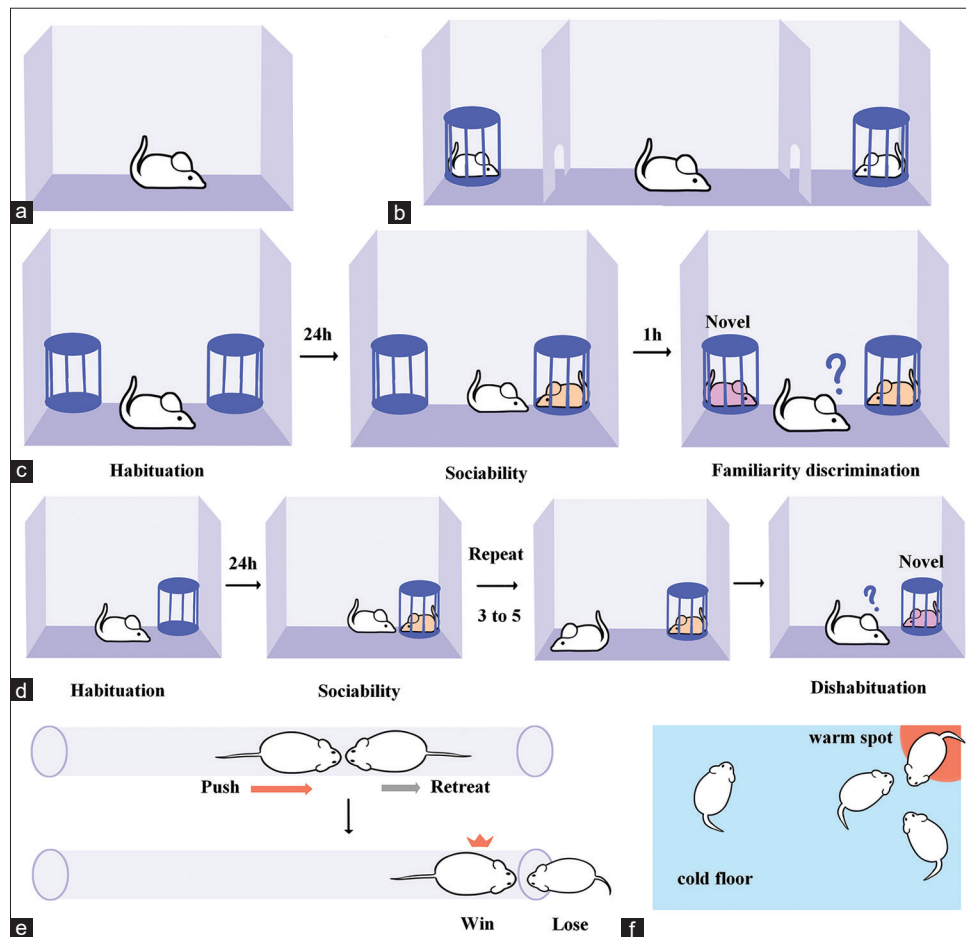 a
b
24h
1h
Novel
?
c
Habituation
Sociability
Familiarity discrimination
24h
Repeat
3 to 5
Novel
?
d
Habituation
Sociability
Dishabituation
Push
Retreat
e
Win
Lose
warm spot
cold floor
f